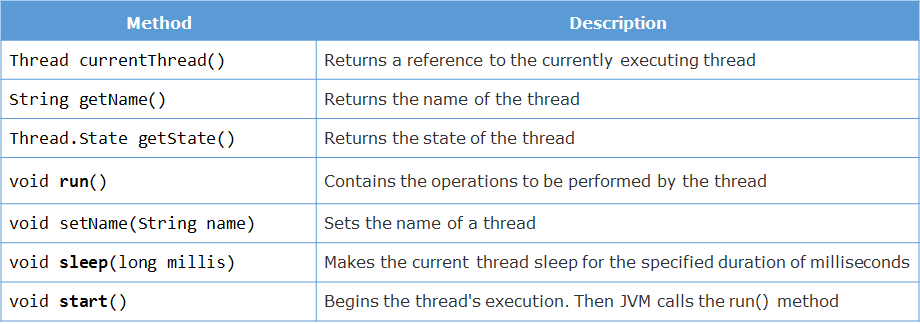 Method Description
Thread currentThread() Returns a reference to the currently executing thread
String getName() Returns the name of the thread
Thread.State getState() Returns the state of the thread
void run() Contains the operations to be performed by the thread
void setName(String name) Sets the name of a thread
void sleep(long millis) Makes the current thread sleep for the specified duration of milliseconds
void start() Begins the thread's execution. Then JVM calls the run() method